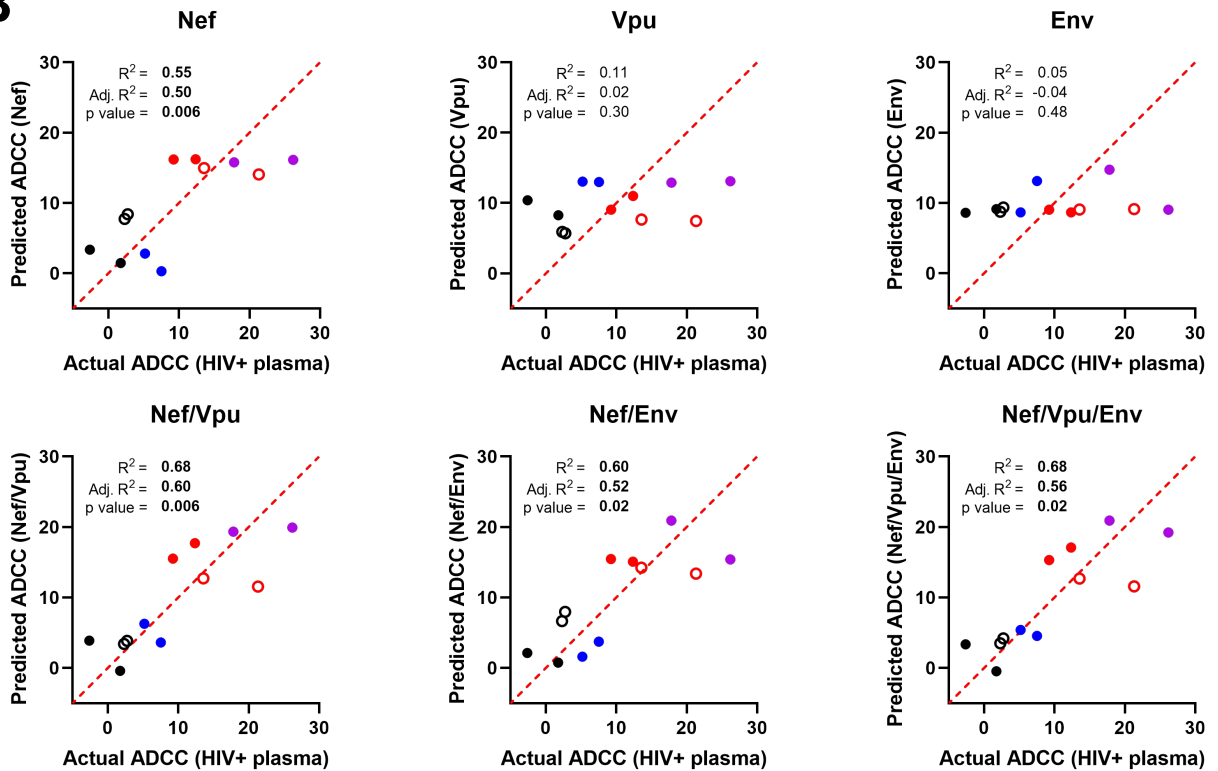 B
Nef
Predicted ADCC (Nef)
30
20
10
0
R² = 0.55
Adj. R² = 0.50
p value = 0.006
0 10 20 30
Actual ADCC (HIV+ plasma)
Vpu
Predicted ADCC (Vpu)
30
20
10
0
R² = 0.11
Adj. R² = 0.02
p value = 0.30
0 10 20 30
Actual ADCC (HIV+ plasma)
Env
Predicted ADCC (Env)
30
20
10
0
R² = 0.05
Adj. R² = -0.04
p value = 0.48
0 10 20 30
Actual ADCC (HIV+ plasma)
Nef/Vpu
Predicted ADCC (Nef/Vpu)
30
20
10
0
R² = 0.68
Adj. R² = 0.60
p value = 0.006
0 10 20 30
Actual ADCC (HIV+ plasma)
Nef/Env
Predicted ADCC (Nef/Env)
30
20
10
0
R² = 0.60
Adj. R² = 0.52
p value = 0.02
0 10 20 30
Actual ADCC (HIV+ plasma)
Nef/Vpu/Env
Predicted ADCC (Nef/Vpu/Env)
30
20
10
0
R² = 0.68
Adj. R² = 0.56
p value = 0.02
0 10 20 30
Actual ADCC (HIV+ plasma)